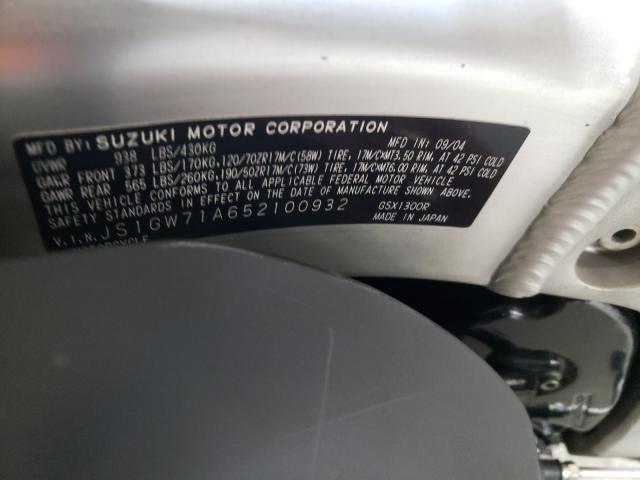 MFD BY: SUZUKI MOTOR CORPORATION MFD IN: 09/04
GVWR 938 LBS/430KG
GAWR FRONT 373 LBS/170KG, 120/70ZR17M/C(58W) TIRE, 17M/CXMT3.50 RIM, AT 42 PSI COLD
GAWR REAR 565 LBS/260KG, 190/50ZR17M/C(73W) TIRE, 17M/CXMT6.00 RIM, AT 42 PSI COLD
THIS VEHICLE CONFORMS TO ALL APPLICABLE FEDERAL MOTOR VEHICLE
SAFETY STANDARDS IN EFFECT ON THE DATE OF MANUFACTURE SHOWN ABOVE.
V.I.N. JS1GW71A652100932 GSX1300R
MADE IN JAPAN